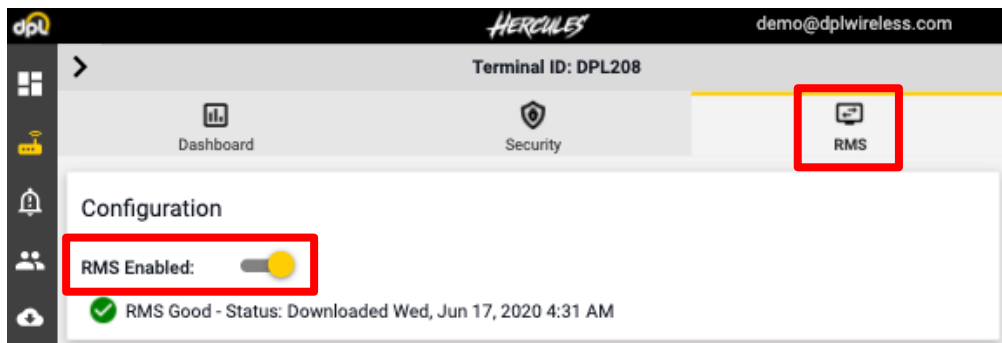 dpl HERCULES demo@dplwireless.com
Terminal ID: DPL208
Dashboard Security RMS
Configuration
RMS Enabled:
RMS Good - Status: Downloaded Wed, Jun 17, 2020 4:31 AM